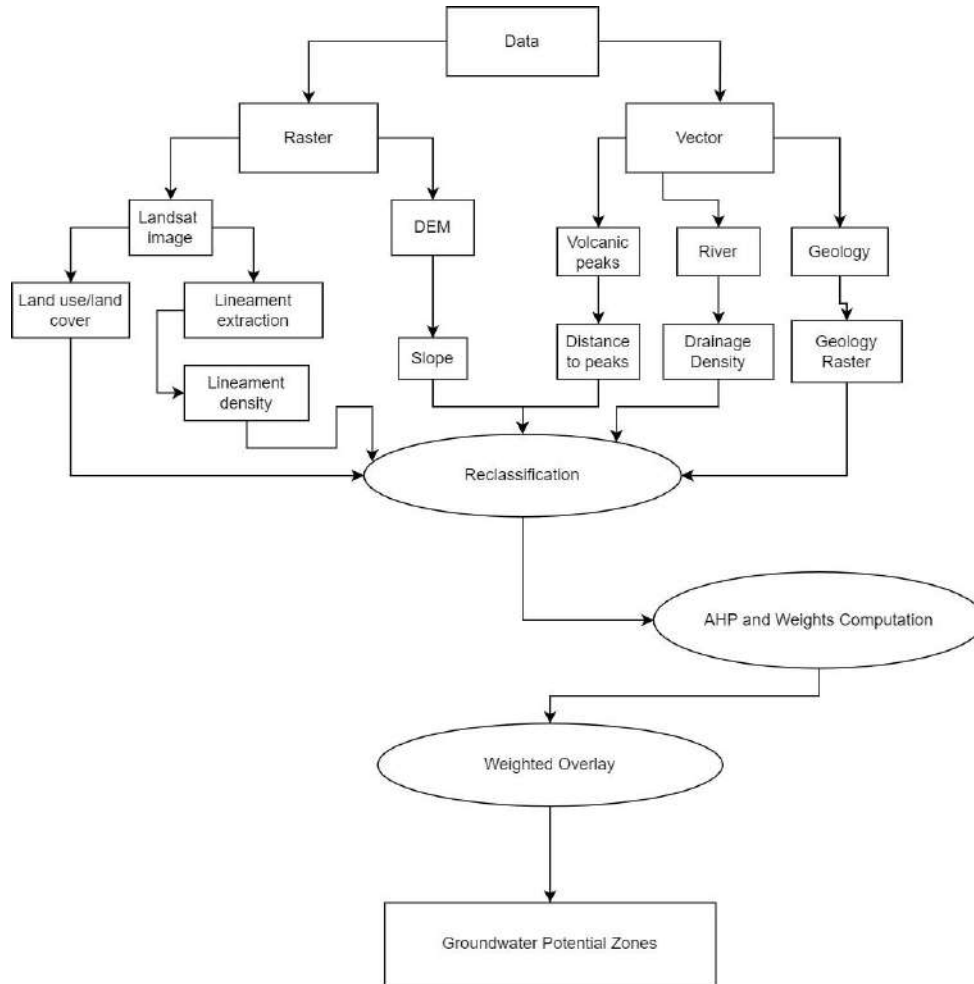 Data
Raster
Vector
Landsat
image
DEM
Volcanic
peaks
River
Geology
Land use/land
cover
Lineament
extraction
Slope
Distance
to peaks
Drainage
Density
Geology
Raster
Lineament
density
Reclassification
AHP and Weights Computation
Weighted Overlay
Groundwater Potential Zones